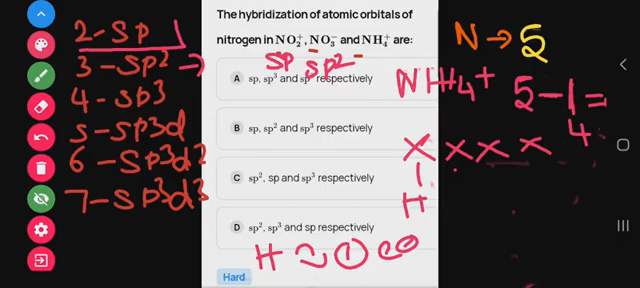 2-SP
3-SP2→
4-SP3
5-SP3d
6-SP3d2
7-SP3d3
The hybridization of atomic orbitals of
nitrogen in NO₂⁺, NO₃⁻ and NH₄⁺ are:
SP SP2
A sp, sp³ and sp² respectively
B sp, sp² and sp³ respectively
C sp², sp and sp³ respectively
D sp², sp³ and sp respectively
Hard
N→5
NH4+ 5-1=
4
X X X X
H
H